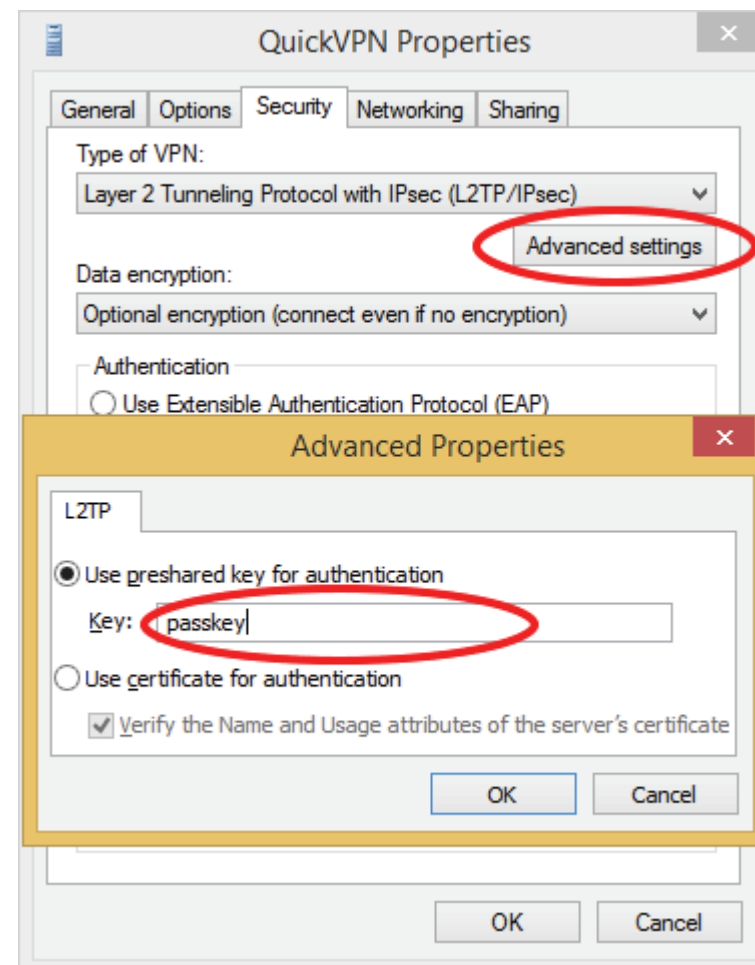 QuickVPN Properties
General Options Security Networking Sharing
Type of VPN:
Layer 2 Tunneling Protocol with IPsec (L2TP/IPsec)
Advanced settings
Data encryption:
Optional encryption (connect even if no encryption)
Authentication
Use Extensible Authentication Protocol (EAP)
Advanced Properties
L2TP
Use preshared key for authentication
Key: passkey
Use certificate for authentication
Verify the Name and Usage attributes of the server's certificate
OK Cancel
OK Cancel